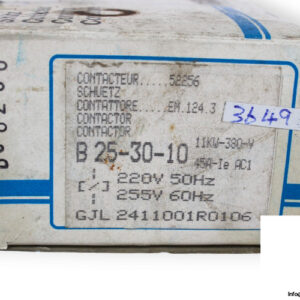 CONTACTEUR.....52256
SCHUETZ
CONTATTORE.....EM.124.3
CONTACTOR
CONTACTOR
3649
B 25-30-10
11KW-380-V
45A-Ie AC1
220V 50Hz
255V 60Hz
GJL 2411001R0106